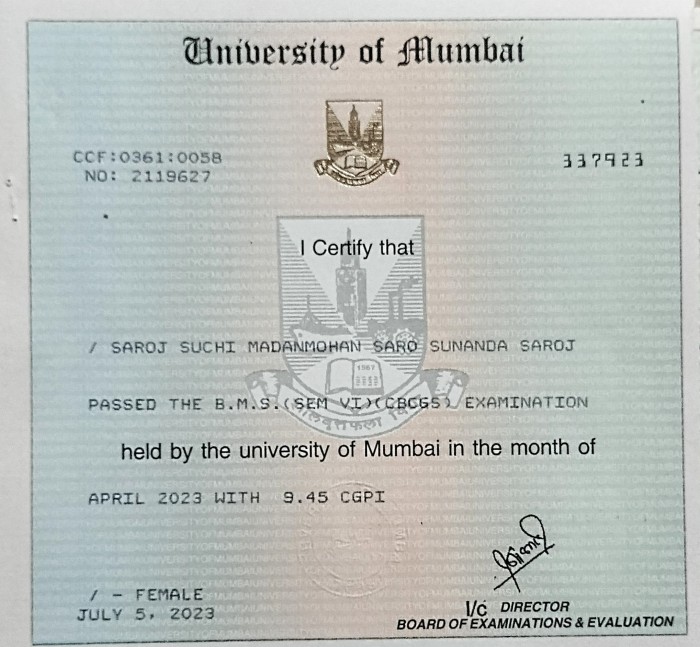 University of Mumbai
CCF:0361:0058
NO: 2119627
337923
I Certify that
/ SAROJ SUCHI MADANMOHAN SARO SUNANDA SAROJ
1857
PASSED THE B.M.S.(SEM VI)(CBCGS) EXAMINATION
held by the university of Mumbai in the month of
APRIL 2023 WITH 9.45 CGPI
/ - FEMALE
JULY 5, 2023
I/c DIRECTOR
BOARD OF EXAMINATIONS & EVALUATION